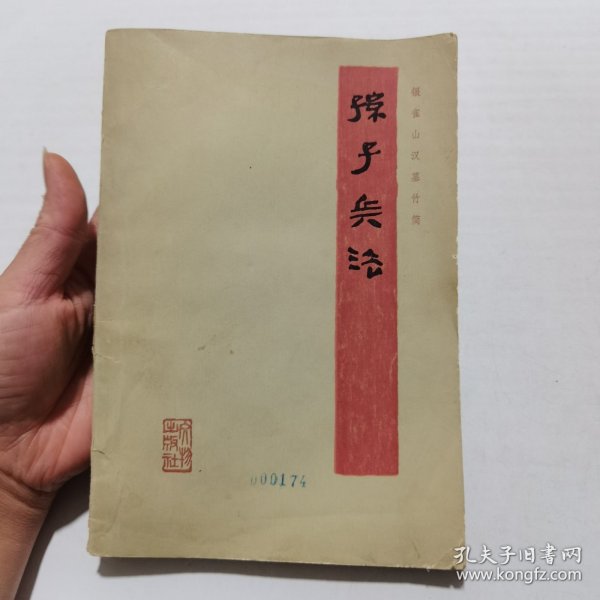 银雀山汉墓竹简
孫子兵法
文物
出版社
000174
孔夫子旧书网
www.kongfz.com